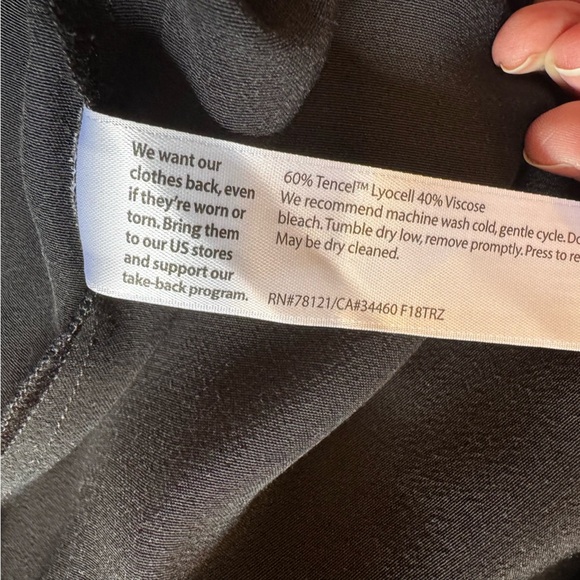 We want our
clothes back, even
if they're worn or
torn. Bring them
to our US stores
and support our
take-back program.
60% Tencel™ Lyocell 40% Viscose
We recommend machine wash cold, gentle cycle. Do
bleach. Tumble dry low, remove promptly. Press to re
May be dry cleaned.
RN#78121/CA#34460 F18TRZ